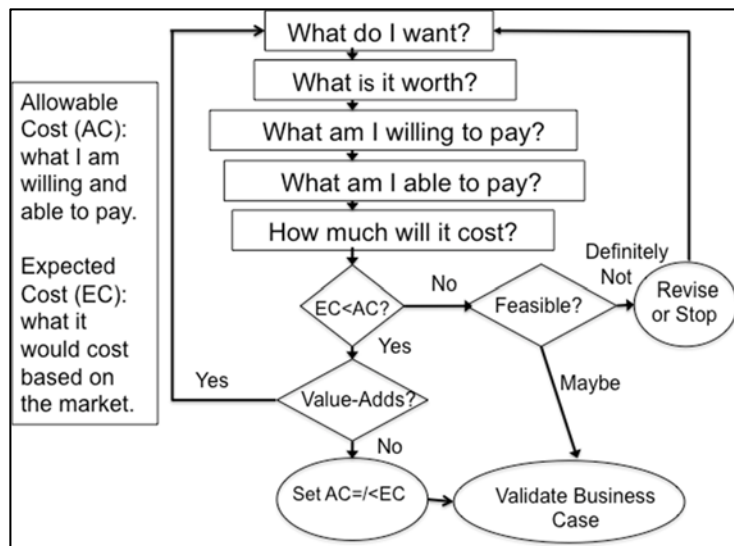 What do I want?
What is it worth?
What am I willing to pay?
What am I able to pay?
How much will it cost?
Allowable
Cost (AC):
what I am
willing and
able to pay.
Expected
Cost (EC):
what it
would cost
based on
the market.
EC<AC?
No
Feasible?
Definitely
Not
Revise
or Stop
Yes
Maybe
Value-Adds?
Yes
No
Set AC=/<EC
Validate Business
Case